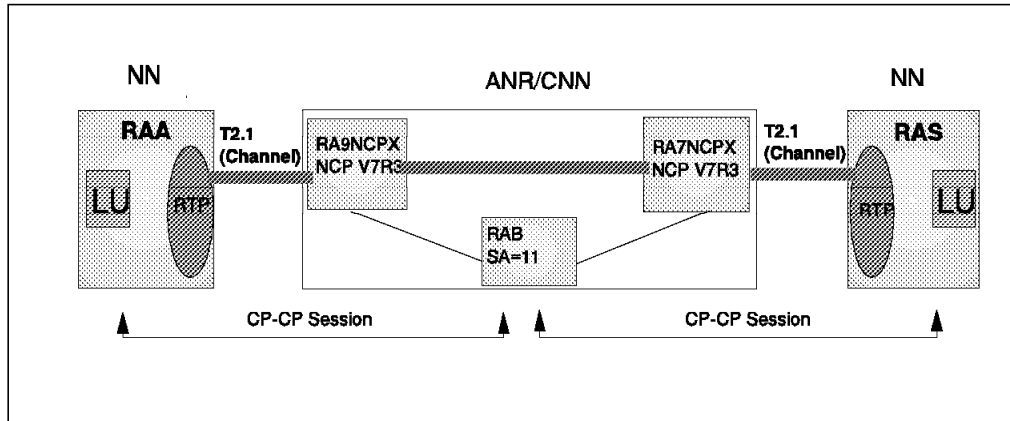 NN
ANR/CNN
NN
RAA
T2.1
(Channel)
RA9NCPX
NCP V7R3
RA7NCPX
NCP V7R3
T2.1
(Channel)
RAS
LU
RTP
RAB
SA=11
RTP
LU
CP-CP Session
CP-CP Session